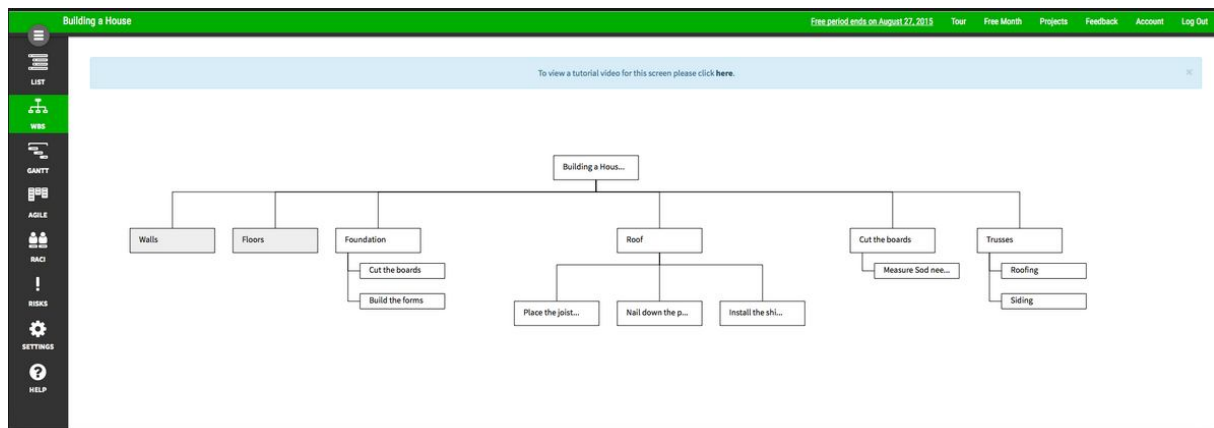 Building a House
Free period ends on August 27, 2015
Tour
Free Month
Projects
Feedback
Account
Log Out
LIST
WBS
GANTT
AGILE
RACI
RISKS
SETTINGS
HELP
To view a tutorial video for this screen please click here.
×
Building a Hous...
Walls
Floors
Foundation
Roof
Cut the boards
Trusses
Cut the boards
Build the forms
Place the joist...
Nail down the p...
Install the shi...
Measure Sod nee...
Roofing
Siding